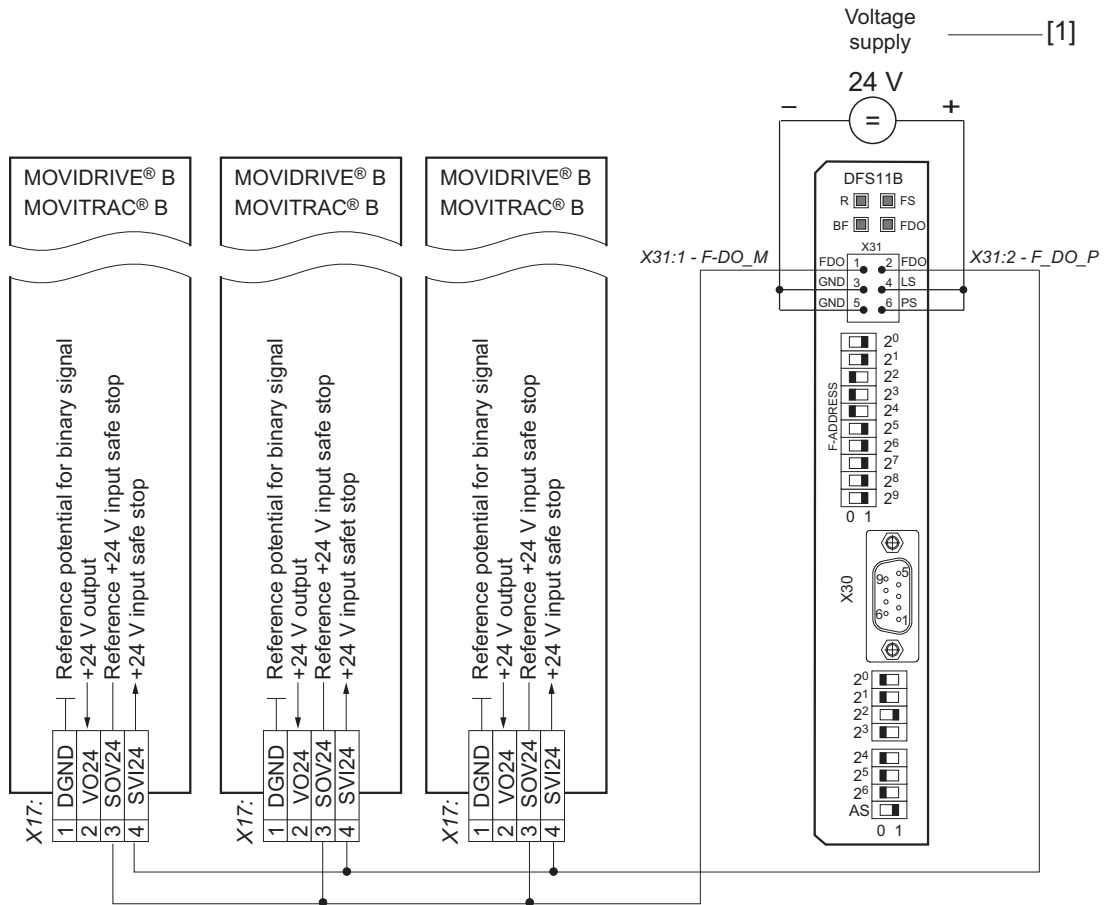 Voltage
supply
[1]
24 V
– +
=
MOVIDRIVE® B
MOVITRAC® B
MOVIDRIVE® B
MOVITRAC® B
MOVIDRIVE® B
MOVITRAC® B
DFS11B
R FS
BF FDO
X31
X31:1 - F-DO_M
X31:2 - F_DO_P
FDO 1 2 FDO
GND 3 4 LS
GND 5 6 PS
F-ADDRESS
2⁰
2¹
2²
2³
2⁴
2⁵
2⁶
2⁷
2⁸
2⁹
0 1
X30
9 5
6 1
2⁰
2¹
2²
2³
2⁴
2⁵
2⁶
AS
0 1
Reference potential for binary signal
+24 V output
Reference +24 V input safe stop
+24 V input safe stop
X17:
1 DGND
2 VO24
3 SOV24
4 SVI24
Reference potential for binary signal
+24 V output
Reference +24 V input safe stop
+24 V input safet stop
X17:
1 DGND
2 VO24
3 SOV24
4 SVI24
Reference potential for binary signal
+24 V output
Reference +24 V input safe stop
+24 V input safe stop
X17:
1 DGND
2 VO24
3 SOV24
4 SVI24